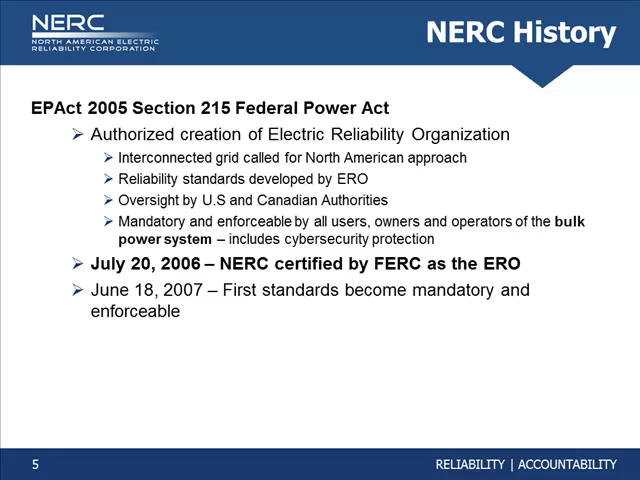 NERC
NORTH AMERICAN ELECTRIC
RELIABILITY CORPORATION
NERC History
EPAct 2005 Section 215 Federal Power Act
Authorized creation of Electric Reliability Organization
Interconnected grid called for North American approach
Reliability standards developed by ERO
Oversight by U.S and Canadian Authorities
Mandatory and enforceable by all users, owners and operators of the bulk
power system – includes cybersecurity protection
July 20, 2006 – NERC certified by FERC as the ERO
June 18, 2007 – First standards become mandatory and
enforceable
5
RELIABILITY | ACCOUNTABILITY